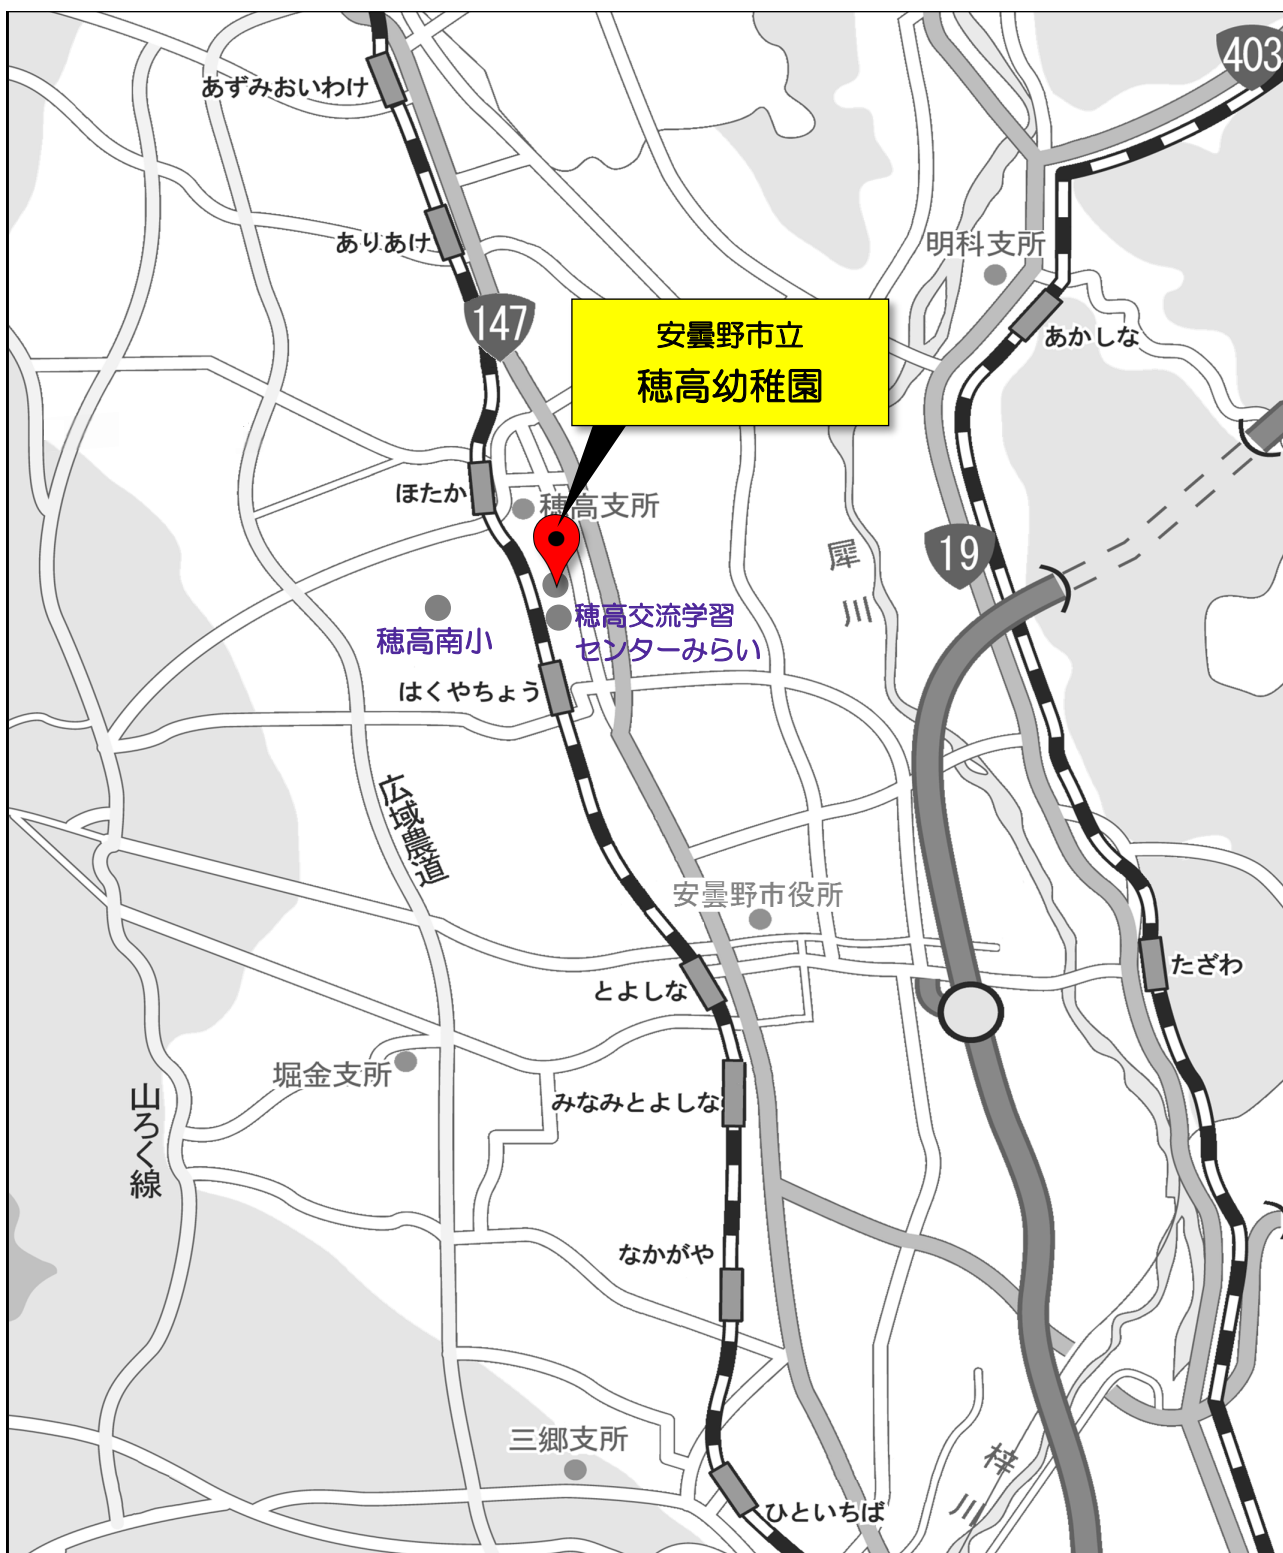 403
あずみおいわけ
ありあけ
明科支所
147
あかしな
安曇野市立
穂高幼稚園
ほたか
穂高支所
犀川
19
穂高南小
穂高交流学習
センターみらい
はくやちょう
広域農道
安曇野市役所
とよしな
たざわ
堀金支所
みなみとよしな
山ろく線
なかがや
三郷支所
梓川
ひといちば